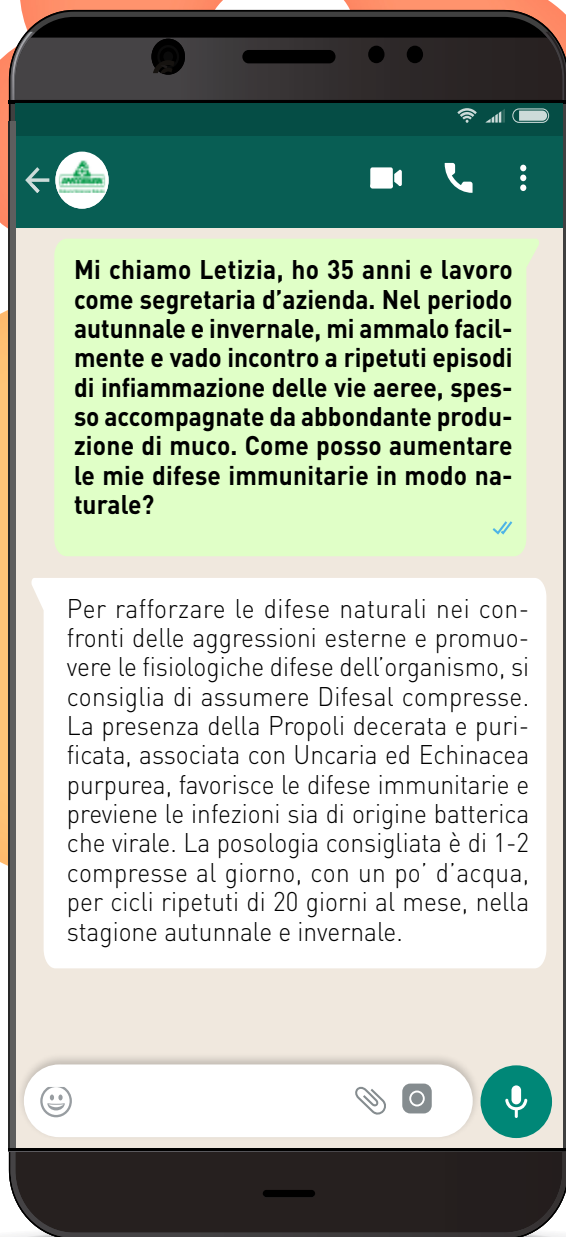 Mi chiamo Letizia, ho 35 anni e lavoro
come segretaria d'azienda. Nel periodo
autunnale e invernale, mi ammalo facil-
mente e vado incontro a ripetuti episodi
di infiammazione delle vie aeree, spes-
so accompagnate da abbondante produ-
zione di muco. Come posso aumentare
le mie difese immunitarie in modo na-
turale?
Per rafforzare le difese naturali nei con-
fronti delle aggressioni esterne e promuo-
vere le fisiologiche difese dell'organismo, si
consiglia di assumere Difesal compresse.
La presenza della Propoli decerata e puri-
ficata, associata con Uncaria ed Echinacea
purpurea, favorisce le difese immunitarie e
previene le infezioni sia di origine batterica
che virale. La posologia consigliata è di 1-2
compresse al giorno, con un po' d'acqua,
per cicli ripetuti di 20 giorni al mese, nella
stagione autunnale e invernale.